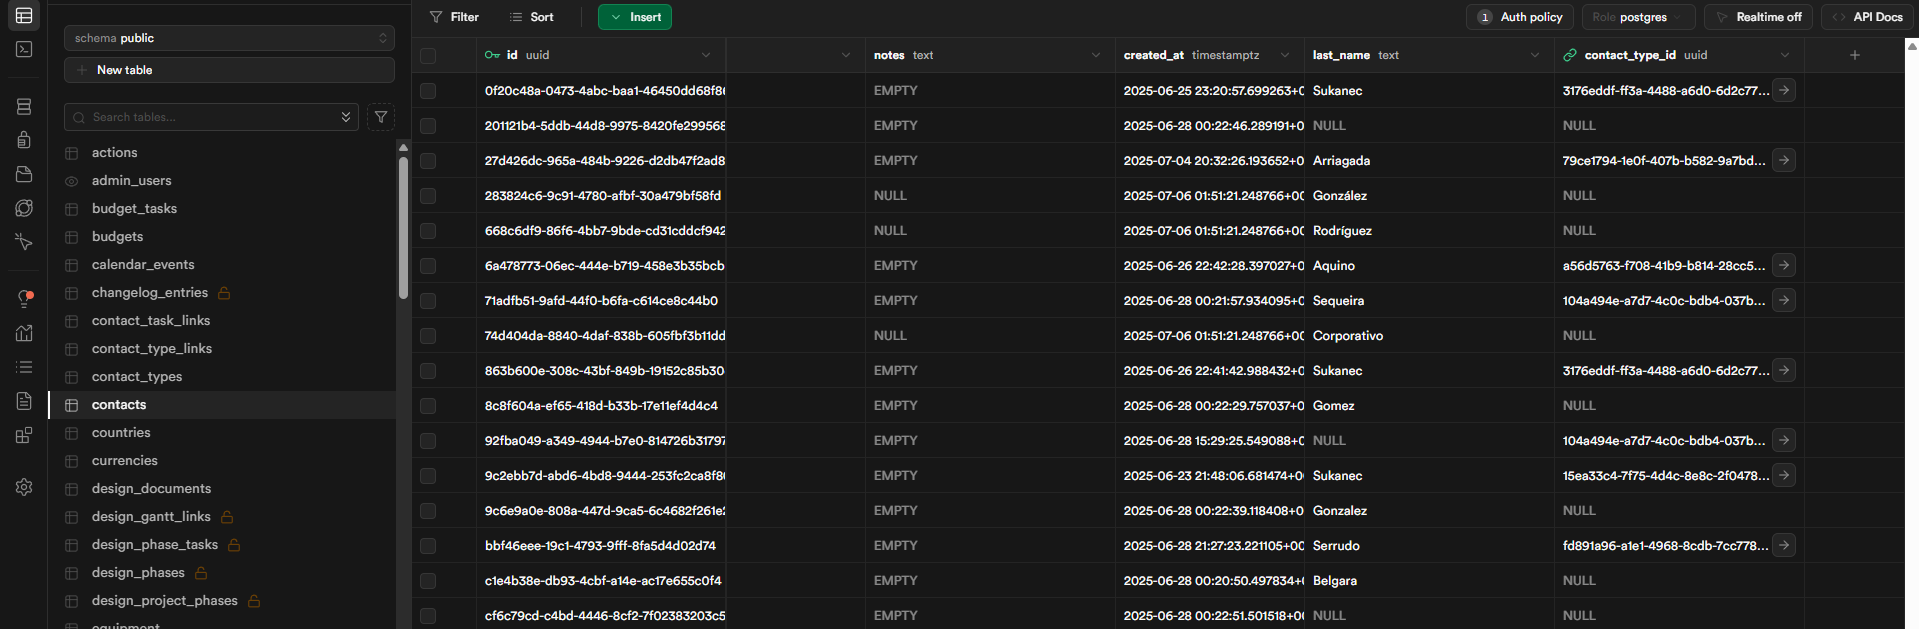 Filter Sort Insert 1 Auth policy Role postgres Realtime off API Docs
schema public
New table
Search tables...
actions
admin_users
budget_tasks
budgets
calendar_events
changelog_entries
contact_task_links
contact_type_links
contact_types
contacts
countries
currencies
design_documents
design_gantt_links
design_phase_tasks
design_phases
design_project_phases
equipment
id uuid notes text created_at timestamptz last_name text contact_type_id uuid
0f20c48a-0473-4abc-baa1-46450dd68f8 EMPTY 2025-06-25 23:20:57.699263+0 Sukanec 3176eddf-ff3a-4488-a6d0-6d2c77...
201121b4-5ddb-44d8-9975-8420fe299568 EMPTY 2025-06-28 00:22:46.289191+0 NULL NULL
27d426dc-965a-484b-9226-d2db47f2ad8 EMPTY 2025-07-04 20:32:26.193652+0 Arriagada 79ce1794-1e0f-407b-b582-9a7bd...
283824c6-9c91-4780-afbf-30a479bf58fd NULL 2025-07-06 01:51:21.248766+00 González NULL
668c6df9-86f6-4bb7-9bde-cd31cddcf942 NULL 2025-07-06 01:51:21.248766+00 Rodríguez NULL
6a478773-06ec-444e-b719-458e3b35bcb EMPTY 2025-06-26 22:42:28.397027+0 Aquino a56d5763-f708-41b9-b814-28cc5...
71adfb51-9afd-44f0-b6fa-c614ce8c44b0 EMPTY 2025-06-28 00:21:57.934095+0 Sequeira 104a494e-a7d7-4c0c-bdb4-037b...
74d404da-8840-4daf-838b-605fbf3b11dd NULL 2025-07-06 01:51:21.248766+00 Corporativo NULL
863b600e-308c-43bf-849b-19152c85b30 EMPTY 2025-06-26 22:41:42.988432+0 Sukanec 3176eddf-ff3a-4488-a6d0-6d2c77...
8c8f604a-ef65-418d-b33b-17e11ef4d4c4 EMPTY 2025-06-28 00:22:29.757037+0 Gomez NULL
92fba049-a349-4944-b7e0-814726b31797 EMPTY 2025-06-28 15:29:25.549088+0 NULL 104a494e-a7d7-4c0c-bdb4-037b...
9c2ebb7d-abd6-4bd8-9444-253fc2ca8f8 EMPTY 2025-06-23 21:48:06.681474+00 Sukanec 15ea33c4-7f75-4d4c-8e8c-2f0478...
9c6e9a0e-808a-447d-9ca5-6c4682f261e2 EMPTY 2025-06-28 00:22:39.118408+0 Gonzalez NULL
bbf46eee-19c1-4793-9fff-8fa5d4d02d74 EMPTY 2025-06-28 21:27:23.221105+00 Serrudo fd891a96-a1e1-4968-8cdb-7cc778...
c1e4b38e-db93-4cbf-a14e-ac17e655c0f4 EMPTY 2025-06-28 00:20:50.497834+ Belgara NULL
cf6c79cd-c4bd-4446-8cf2-7f02383203c5 EMPTY 2025-06-28 00:22:51.501518+0 NULL NULL